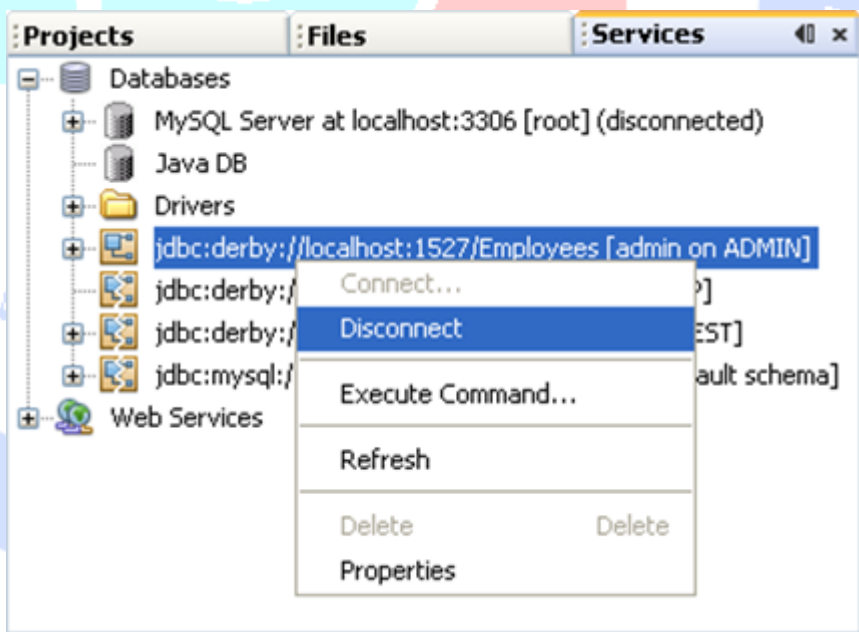 Projects Files Services
Databases
MySQL Server at localhost:3306 [root] (disconnected)
Java DB
Drivers
jdbc:derby://localhost:1527/Employees [admin on ADMIN]
jdbc:derby:/
jdbc:derby:/ EST]
jdbc:mysql:/ ault schema]
Web Services
Connect...
Disconnect
Execute Command...
Refresh
Delete Delete
Properties